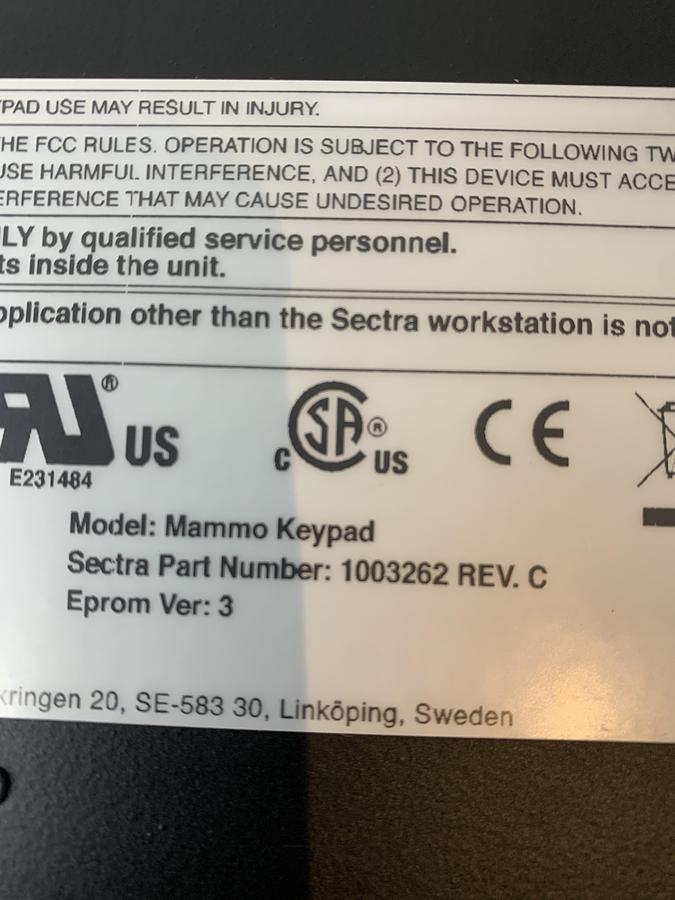 PAD USE MAY RESULT IN INJURY.
HE FCC RULES. OPERATION IS SUBJECT TO THE FOLLOWING TW
USE HARMFUL INTERFERENCE, AND (2) THIS DEVICE MUST ACCE
ERFERENCE THAT MAY CAUSE UNDESIRED OPERATION.
LY by qualified service personnel.
ts inside the unit.
pplication other than the Sectra workstation is not
RU® US
E231484
C SA® US
CE
Model: Mammo Keypad
Sectra Part Number: 1003262 REV. C
Eprom Ver: 3
kringen 20, SE-583 30, Linköping, Sweden